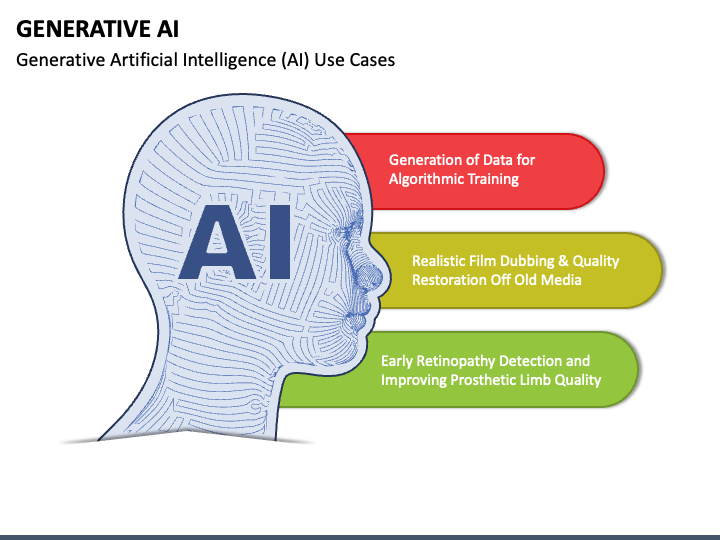 GENERATIVE AI
Generative Artificial Intelligence (AI) Use Cases
Generation of Data for
Algorithmic Training
AI
Realistic Film Dubbing & Quality
Restoration Off Old Media
Early Retinopathy Detection and
Improving Prosthetic Limb Quality